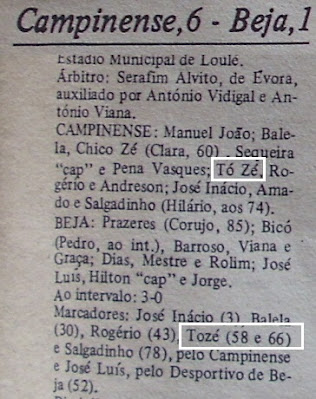 Campinense,6 - Beja,1
Estádio Municipal de Loulé.
Árbitro: Serafim Alvito, de Évora,
auxiliado por António Vidigal e An-
tónio Viana.
CAMPINENSE: Manuel João; Bale-
la, Chico Zé (Clara, 60), Sequeira
"cap" e Pena Vasques; Tó Zé, Ro-
gério e Andreson; José Inácio, Ama-
do e Salgadinho (Hilário, aos 74).
BEJA: Prazeres (Corujo, 85); Bicó
(Pedro, ao int.), Barroso, Viana e
Graça; Dias, Mestre e Rolim; José
Luís, Hilton "cap" e Jorge.
Ao intervalo: 3-0
Marcadores: José Inácio (3), Balela
(30), Rogério (43), Tozé (58 e 66)
e Salgadinho (78), pelo Campinense
e José Luís, pelo Desportivo de Be-
ja (52).